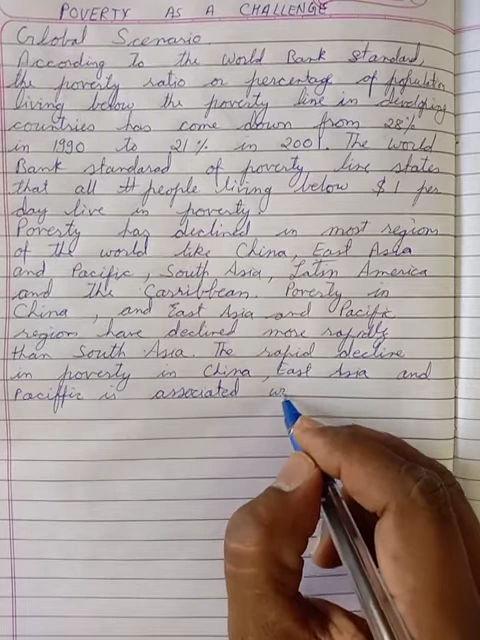 POVERTY AS A CHALLENGE
Global Scenario.
According To the World Bank standard,
the poverty ratio or percentage of population
living below the poverty line in developing
countries has come down from 28%
in 1990 to 21% in 2001. The World
Bank standarad of poverty line states
that all people living below $1 per
day live in poverty.
Poverty has declined in most region
of the world like China, East Asia
and Pacific, South Asia, Latin America
and the Carribbean. Poverty in
China, and East Asia and Pacific
region have declined more rapidly
than South Asia. The rapid decline
in poverty in China, East Asia and
Paciffic is associated wi